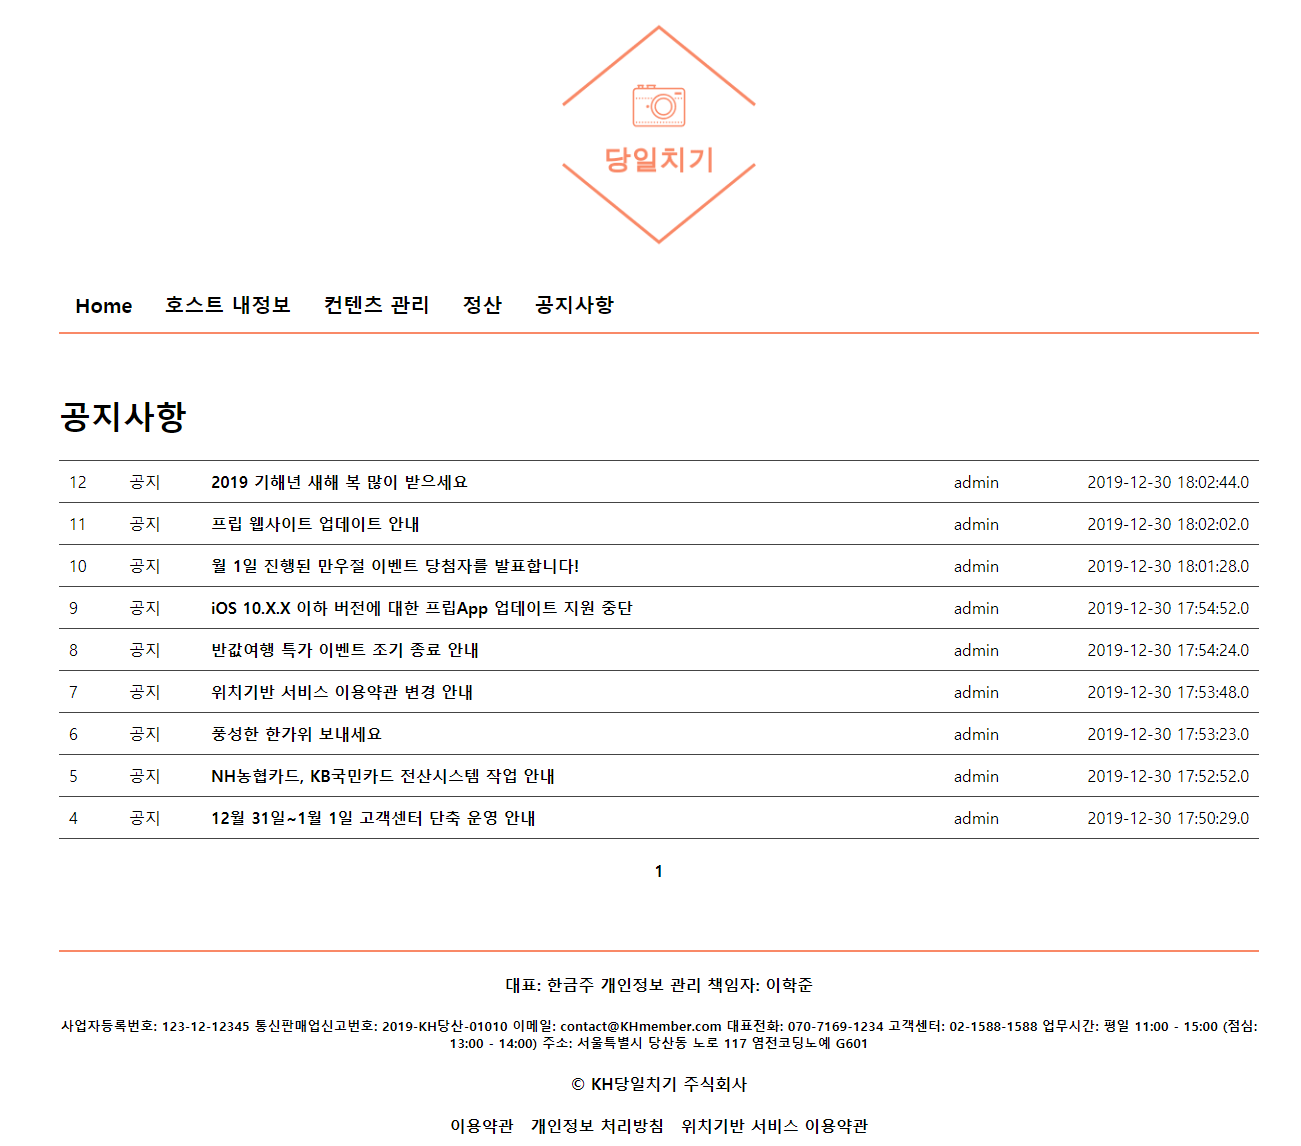 당일치기
Home 호스트 내정보 컨텐츠 관리 정산 공지사항
공지사항
12 공지 2019 기해년 새해 복 많이 받으세요 admin 2019-12-30 18:02:44.0
11 공지 프립 웹사이트 업데이트 안내 admin 2019-12-30 18:02:02.0
10 공지 월 1일 진행된 만우절 이벤트 당첨자를 발표합니다! admin 2019-12-30 18:01:28.0
9 공지 iOS 10.X.X 이하 버전에 대한 프립App 업데이트 지원 중단 admin 2019-12-30 17:54:52.0
8 공지 반값여행 특가 이벤트 조기 종료 안내 admin 2019-12-30 17:54:24.0
7 공지 위치기반 서비스 이용약관 변경 안내 admin 2019-12-30 17:53:48.0
6 공지 풍성한 한가위 보내세요 admin 2019-12-30 17:53:23.0
5 공지 NH농협카드, KB국민카드 전산시스템 작업 안내 admin 2019-12-30 17:52:52.0
4 공지 12월 31일~1월 1일 고객센터 단축 운영 안내 admin 2019-12-30 17:50:29.0
1
대표: 한금주 개인정보 관리 책임자: 이학준
사업자등록번호: 123-12-12345 통신판매업신고번호: 2019-KH당산-01010 이메일: contact@KHmember.com 대표전화: 070-7169-1234 고객센터: 02-1588-1588 업무시간: 평일 11:00 - 15:00 (점심:
13:00 - 14:00) 주소: 서울특별시 당산동 노로 117 염전코딩노예 G601
© KH당일치기 주식회사
이용약관 개인정보 처리방침 위치기반 서비스 이용약관